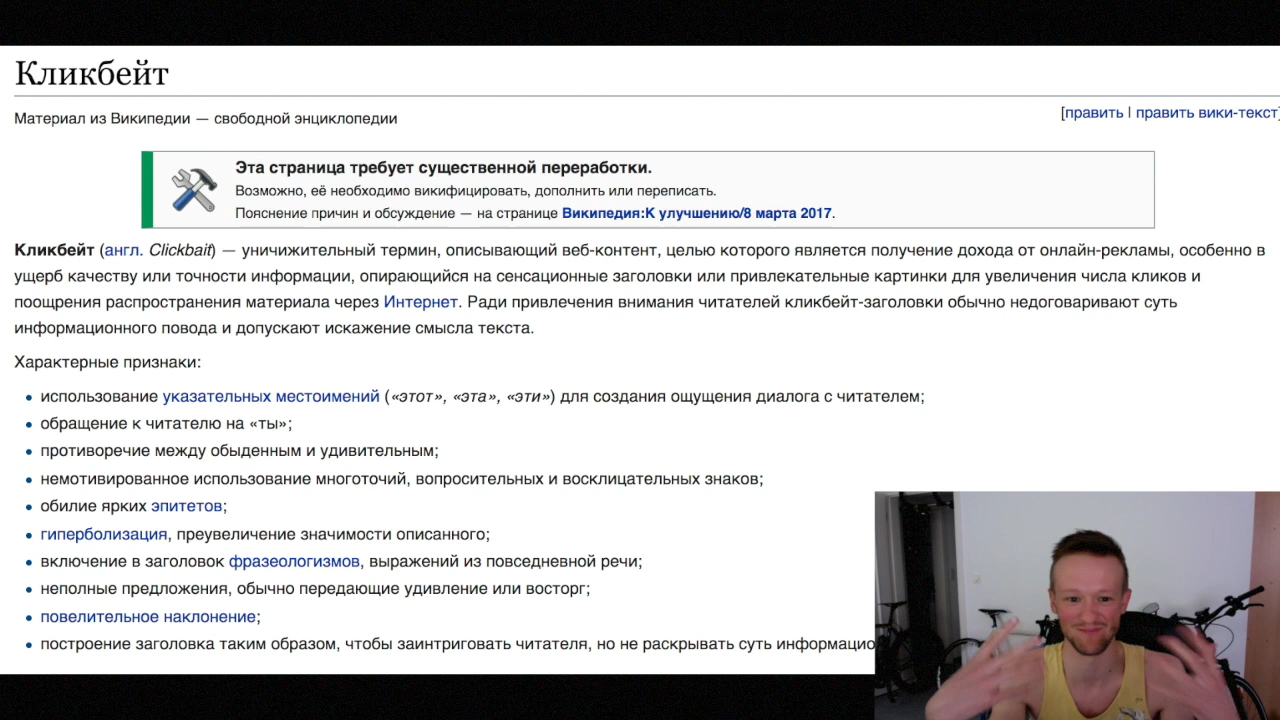 Кликбейт
Материал из Википедии — свободной энциклопедии
[править | править вики-текст]
Эта страница требует существенной переработки.
Возможно, её необходимо викифицировать, дополнить или переписать.
Пояснение причин и обсуждение — на странице Википедия:К улучшению/8 марта 2017.
Кликбейт (англ. Clickbait) — уничижительный термин, описывающий веб-контент, целью которого является получение дохода от онлайн-рекламы, особенно в
ущерб качеству или точности информации, опирающийся на сенсационные заголовки или привлекательные картинки для увеличения числа кликов и
поощрения распространения материала через Интернет. Ради привлечения внимания читателей кликбейт-заголовки обычно недоговаривают суть
информационного повода и допускают искажение смысла текста.
Характерные признаки:
использование указательных местоимений («этот», «эта», «эти») для создания ощущения диалога с читателем;
обращение к читателю на «ты»;
противоречие между обыденным и удивительным;
немотивированное использование многоточий, вопросительных и восклицательных знаков;
обилие ярких эпитетов;
гиперболизация, преувеличение значимости описанного;
включение в заголовок фразеологизмов, выражений из повседневной речи;
неполные предложения, обычно передающие удивление или восторг;
повелительное наклонение;
построение заголовка таким образом, чтобы заинтриговать читателя, но не раскрывать суть информацио